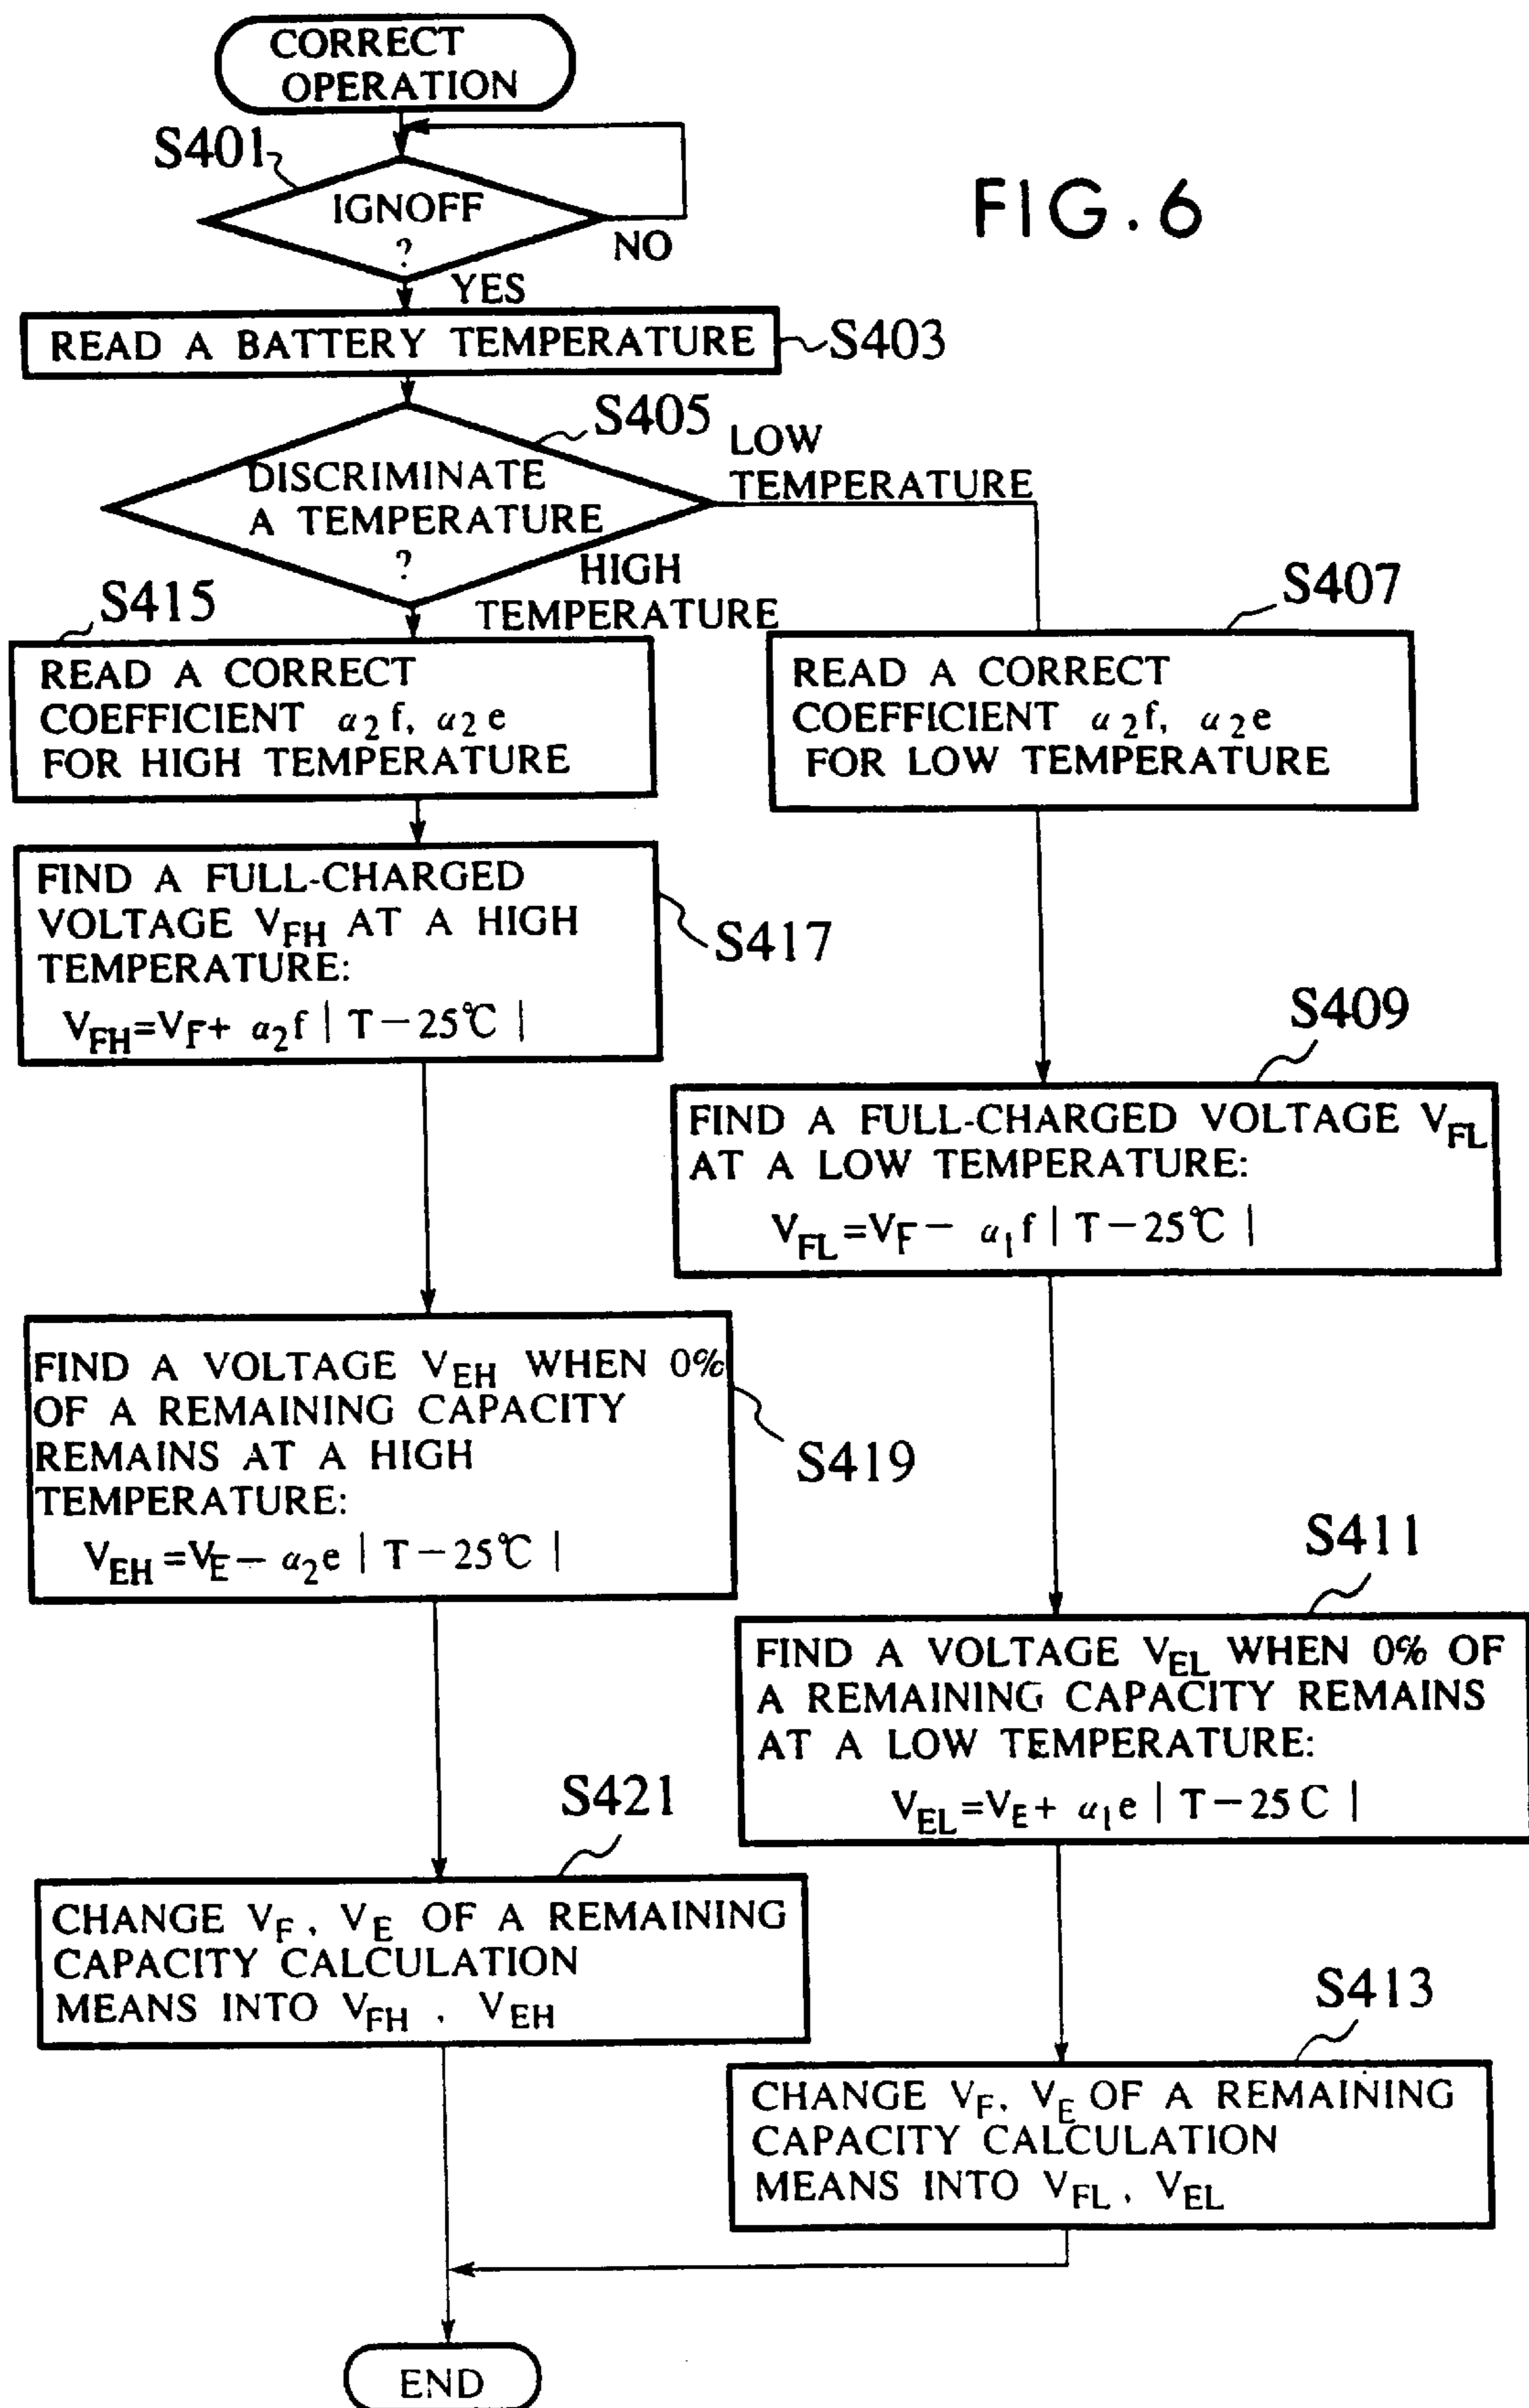 CORRECT
OPERATION
S401
IGNOFF
?
NO
YES
FIG.6
READ A BATTERY TEMPERATURE
S403
S405
DISCRIMINATE
A TEMPERATURE
?
LOW
TEMPERATURE
HIGH
TEMPERATURE
S415
READ A CORRECT
COEFFICIENT α2f, α2e
FOR HIGH TEMPERATURE
S407
READ A CORRECT
COEFFICIENT α2f, α2e
FOR LOW TEMPERATURE
FIND A FULL-CHARGED
VOLTAGE VFH AT A HIGH
TEMPERATURE:
VFH=VF+ α2f | T-25℃ |
S417
S409
FIND A FULL-CHARGED VOLTAGE VFL
AT A LOW TEMPERATURE:
VFL=VF- α1f | T-25℃ |
FIND A VOLTAGE VEH WHEN 0%
OF A REMAINING CAPACITY
REMAINS AT A HIGH
TEMPERATURE:
VEH=VE- α2e | T-25℃ |
S419
S411
FIND A VOLTAGE VEL WHEN 0% OF
A REMAINING CAPACITY REMAINS
AT A LOW TEMPERATURE:
VEL=VE+ α1e | T-25 C |
S421
CHANGE VF, VE OF A REMAINING
CAPACITY CALCULATION
MEANS INTO VFH, VEH
S413
CHANGE VF, VE OF A REMAINING
CAPACITY CALCULATION
MEANS INTO VFL, VEL
END